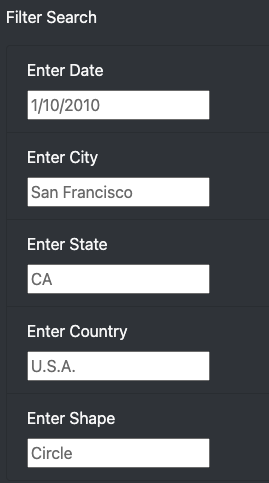 Filter Search
Enter Date
1/10/2010
Enter City
San Francisco
Enter State
CA
Enter Country
U.S.A.
Enter Shape
Circle